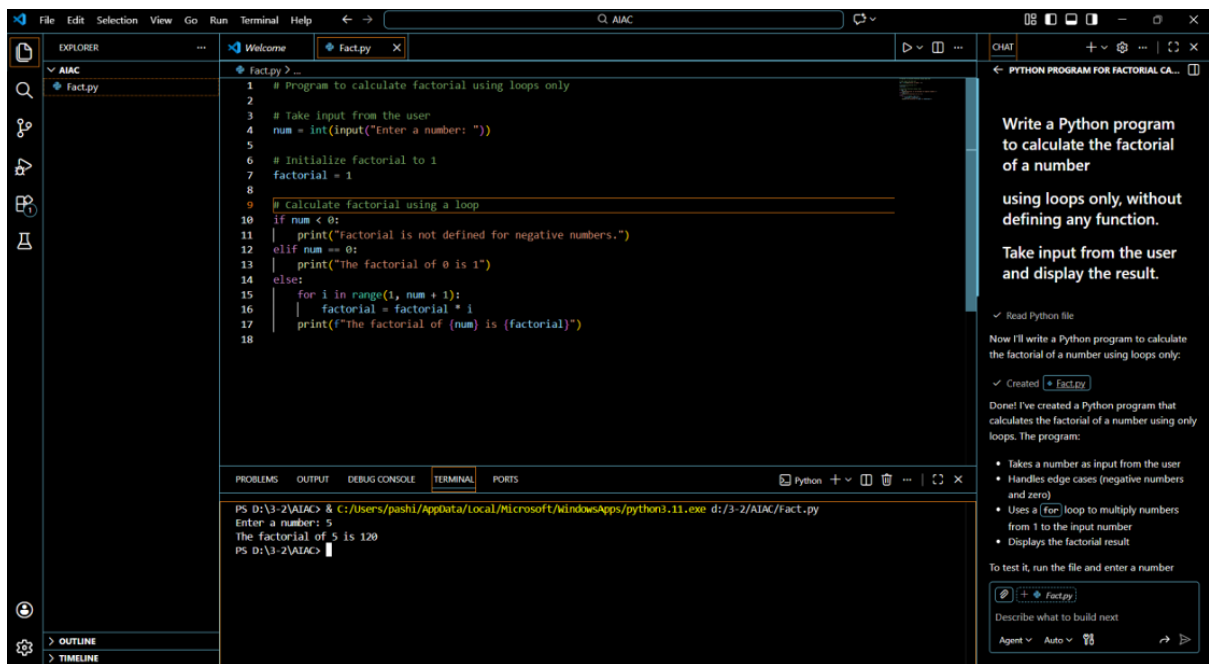 File Edit Selection View Go Run Terminal Help
AIAC
EXPLORER
AIAC
Fact.py
OUTLINE
TIMELINE
Welcome
Fact.py
Fact.py > ...
1 # Program to calculate factorial using loops only
2
3 # Take input from the user
4 num = int(input("Enter a number: "))
5
6 # Initialize factorial to 1
7 factorial = 1
8
9 # Calculate factorial using a loop
10 if num < 0:
11 print("Factorial is not defined for negative numbers.")
12 elif num == 0:
13 print("The factorial of 0 is 1")
14 else:
15 for i in range(1, num + 1):
16 factorial = factorial * i
17 print(f"The factorial of {num} is {factorial}")
18
PROBLEMS OUTPUT DEBUG CONSOLE TERMINAL PORTS
Python
PS D:\3-2\AIAC> & C:/Users/pashi/AppData/Local/Microsoft/WindowsApps/python3.11.exe d:/3-2/AIAC/Fact.py
Enter a number: 5
The factorial of 5 is 120
PS D:\3-2\AIAC>
CHAT
PYTHON PROGRAM FOR FACTORIAL CA...
Write a Python program
to calculate the factorial
of a number
using loops only, without
defining any function.
Take input from the user
and display the result.
Read Python file
Now I'll write a Python program to calculate
the factorial of a number using loops only:
Created Fact.py
Done! I've created a Python program that
calculates the factorial of a number using only
loops. The program:
• Takes a number as input from the user
• Handles edge cases (negative numbers
and zero)
• Uses a for loop to multiply numbers
from 1 to the input number
• Displays the factorial result
To test it, run the file and enter a number
Fact.py
Describe what to build next
Agent Auto
1